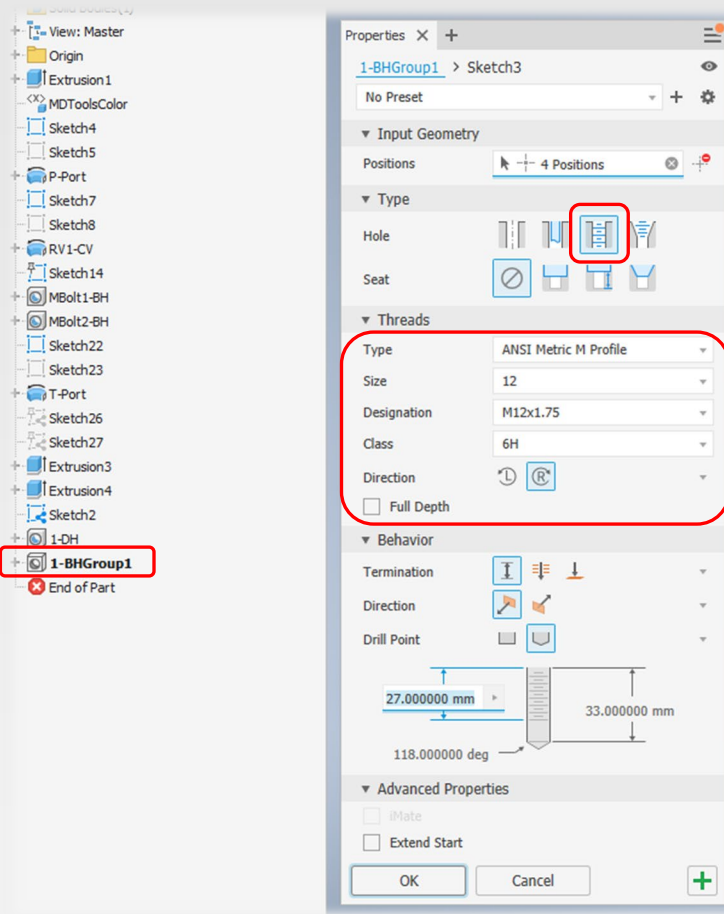 Solid Bodies(1)
View: Master
Origin
Extrusion1
MDToolsColor
Sketch4
Sketch5
P-Port
Sketch7
Sketch8
RV1-CV
Sketch14
MBolt1-BH
MBolt2-BH
Sketch22
Sketch23
T-Port
Sketch26
Sketch27
Extrusion3
Extrusion4
Sketch2
1-DH
1-BHGroup1
End of Part
Properties × +
1-BHGroup1 > Sketch3
No Preset
Input Geometry
Positions 4 Positions
Type
Hole
Seat
Threads
Type ANSI Metric M Profile
Size 12
Designation M12x1.75
Class 6H
Direction L R
Full Depth
Behavior
Termination
Direction
Drill Point
27.000000 mm
33.000000 mm
118.000000 deg
Advanced Properties
iMate
Extend Start
OK Cancel